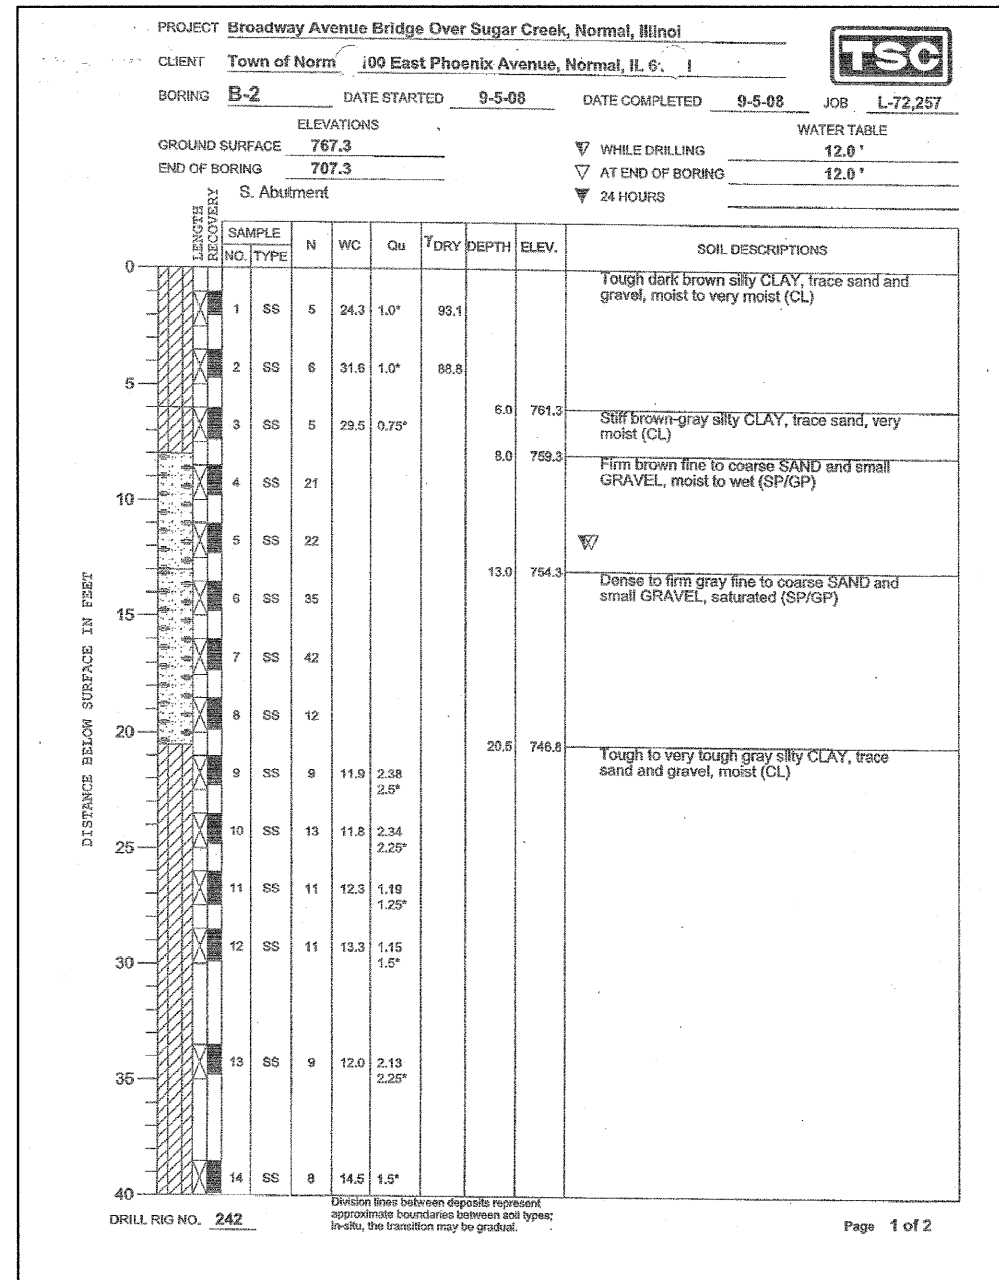 PROJECT Broadway Avenue Bridge Over Sugar Creek, Normal, Illinoi
TSC
CLIENT Town of Norm 100 East Phoenix Avenue, Normal, IL
BORING B-2 DATE STARTED 9-5-08 DATE COMPLETED 9-5-08 JOB L-72,257
ELEVATIONS WATER TABLE
GROUND SURFACE 767.3 WHILE DRILLING 12.0 '
END OF BORING 707.3 AT END OF BORING 12.0 '
S. Abutment 24 HOURS
LENGTH
RECOVERY
SAMPLE N WC Qu γDRY DEPTH ELEV. SOIL DESCRIPTIONS
NO. TYPE
0
Tough dark brown silty CLAY, trace sand and
gravel, moist to very moist (CL)
1 SS 5 24.3 1.0* 93.1
2 SS 6 31.6 1.0* 88.8
5
6.0 761.3
Stiff brown-gray silty CLAY, trace sand, very
moist (CL)
3 SS 5 29.5 0.75*
8.0 759.3
Firm brown fine to coarse SAND and small
GRAVEL, moist to wet (SP/GP)
4 SS 21
10
5 SS 22
13.0 754.3
Dense to firm gray fine to coarse SAND and
small GRAVEL, saturated (SP/GP)
6 SS 35
15
7 SS 42
8 SS 12
20
20.5 746.8
Tough to very tough gray silty CLAY, trace
sand and gravel, moist (CL)
9 SS 9 11.9 2.38
2.5*
10 SS 13 11.8 2.34
25 2.25*
11 SS 11 12.3 1.19
1.25*
12 SS 11 13.3 1.15
30 1.5*
13 SS 9 12.0 2.13
35 2.25*
14 SS 8 14.5 1.5*
40
DISTANCE BELOW SURFACE IN FEET
DRILL RIG NO. 242
Division lines between deposits represent
approximate boundaries between soil types;
in-situ, the transition may be gradual.
Page 1 of 2